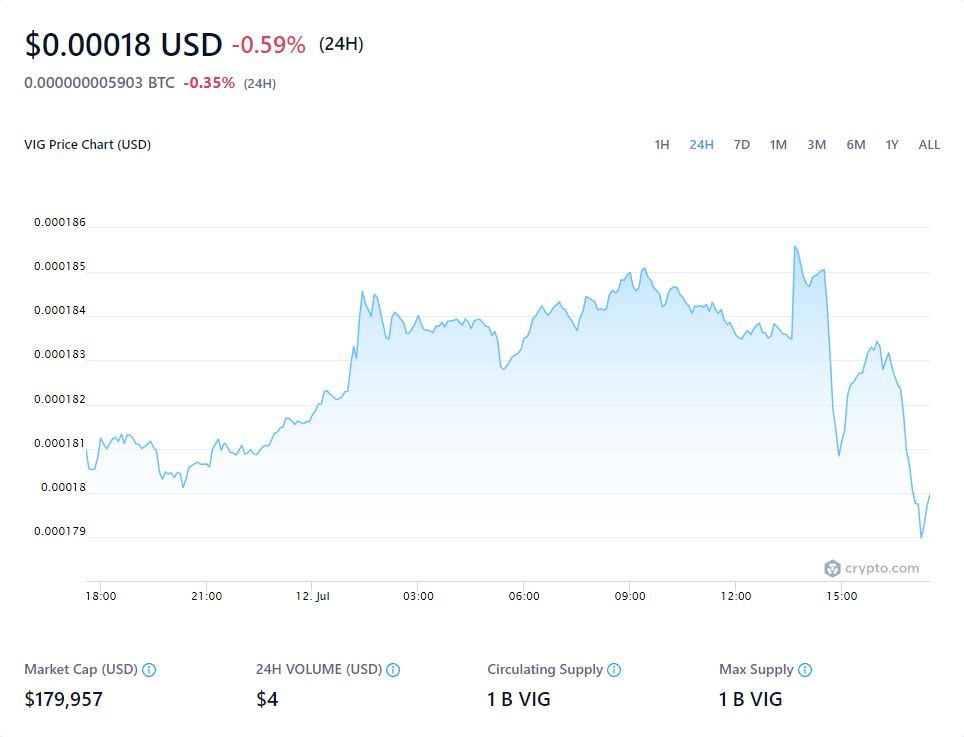 $0.00018 USD -0.59% (24H)
0.000000005903 BTC -0.35% (24H)
VIG Price Chart (USD) 1H 24H 7D 1M 3M 6M 1Y ALL
0.000186
0.000185
0.000184
0.000183
0.000182
0.000181
0.00018
0.000179
crypto.com
18:00 21:00 12. Jul 03:00 06:00 09:00 12:00 15:00
Market Cap (USD) 24H VOLUME (USD) Circulating Supply Max Supply
$179,957 $4 1 B VIG 1 B VIG